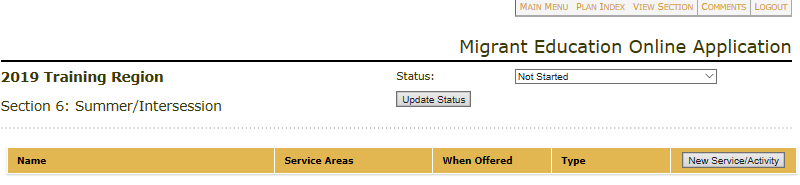 Main Menu Plan Index View Section Comments Logout
Migrant Education Online Application
2019 Training Region Status: Not Started
Update Status
Section 6: Summer/Intersession
Name Service Areas When Offered Type New Service/Activity